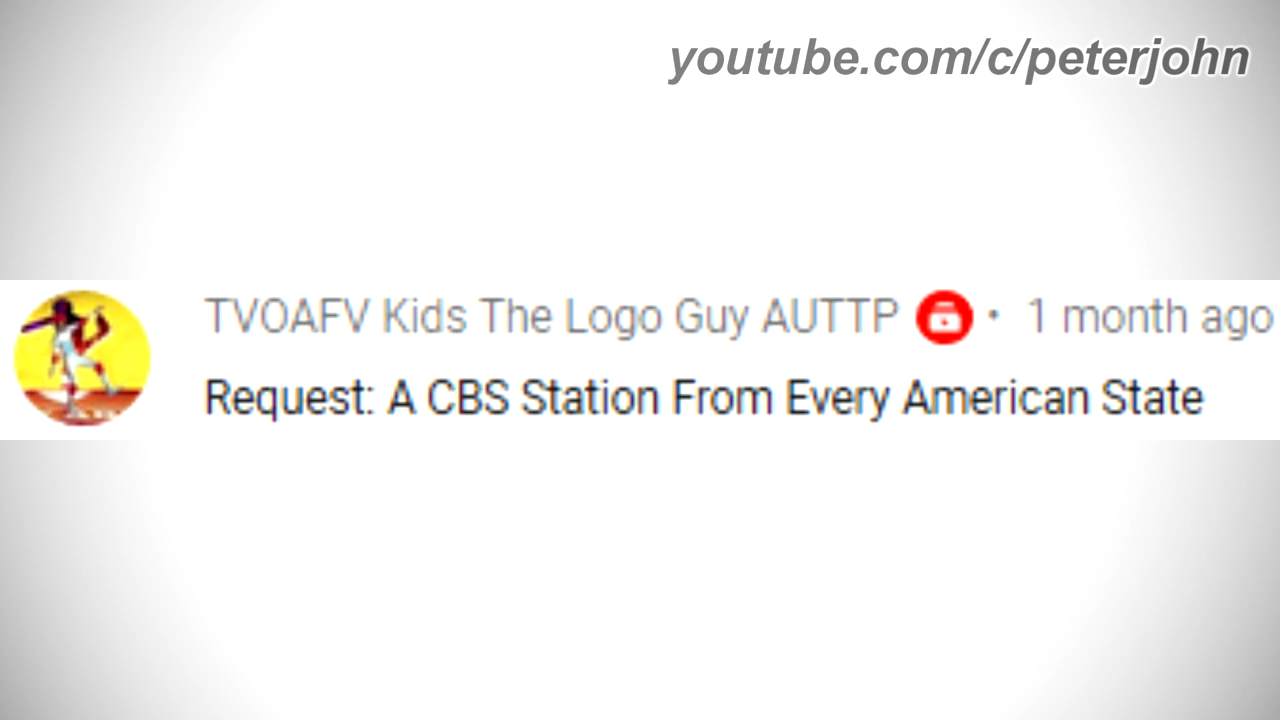 youtube.com/c/peterjohn
TVOAFV Kids The Logo Guy AUTTP • 1 month ago
Request: A CBS Station From Every American State